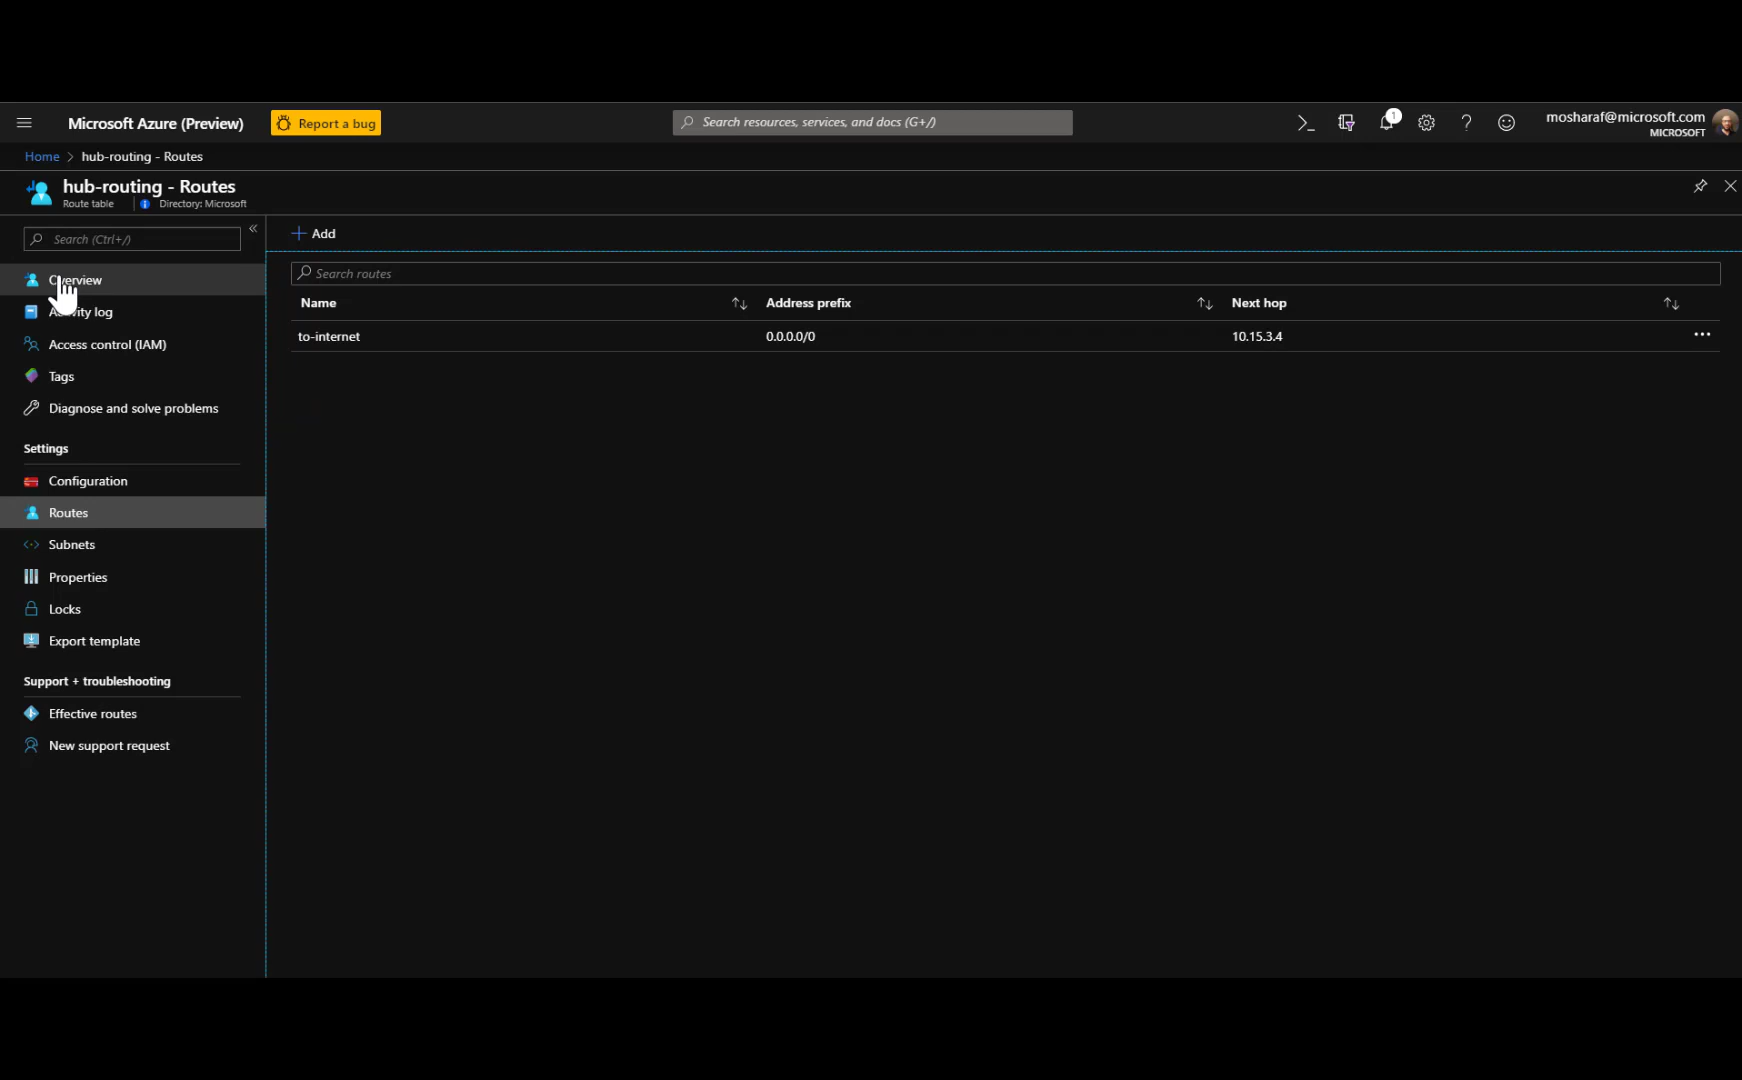 Microsoft Azure (Preview)
Report a bug
Search resources, services, and docs (G+/)
1
mosharaf@microsoft.com
MICROSOFT
Home > hub-routing - Routes
hub-routing - Routes
Route table
Directory: Microsoft
Search (Ctrl+/)
Add
Overview
Search routes
Activity log
Name
Address prefix
Next hop
to-internet
0.0.0.0/0
10.15.3.4
Access control (IAM)
Tags
Diagnose and solve problems
Settings
Configuration
Routes
Subnets
Properties
Locks
Export template
Support + troubleshooting
Effective routes
New support request